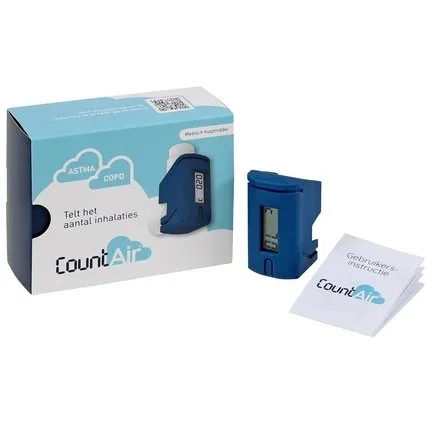 Medisch hulpmiddel
ASTMA
COPD
Telt het
aantal inhalaties
CountAir
020
Gebruikers-
instructie
CountAir